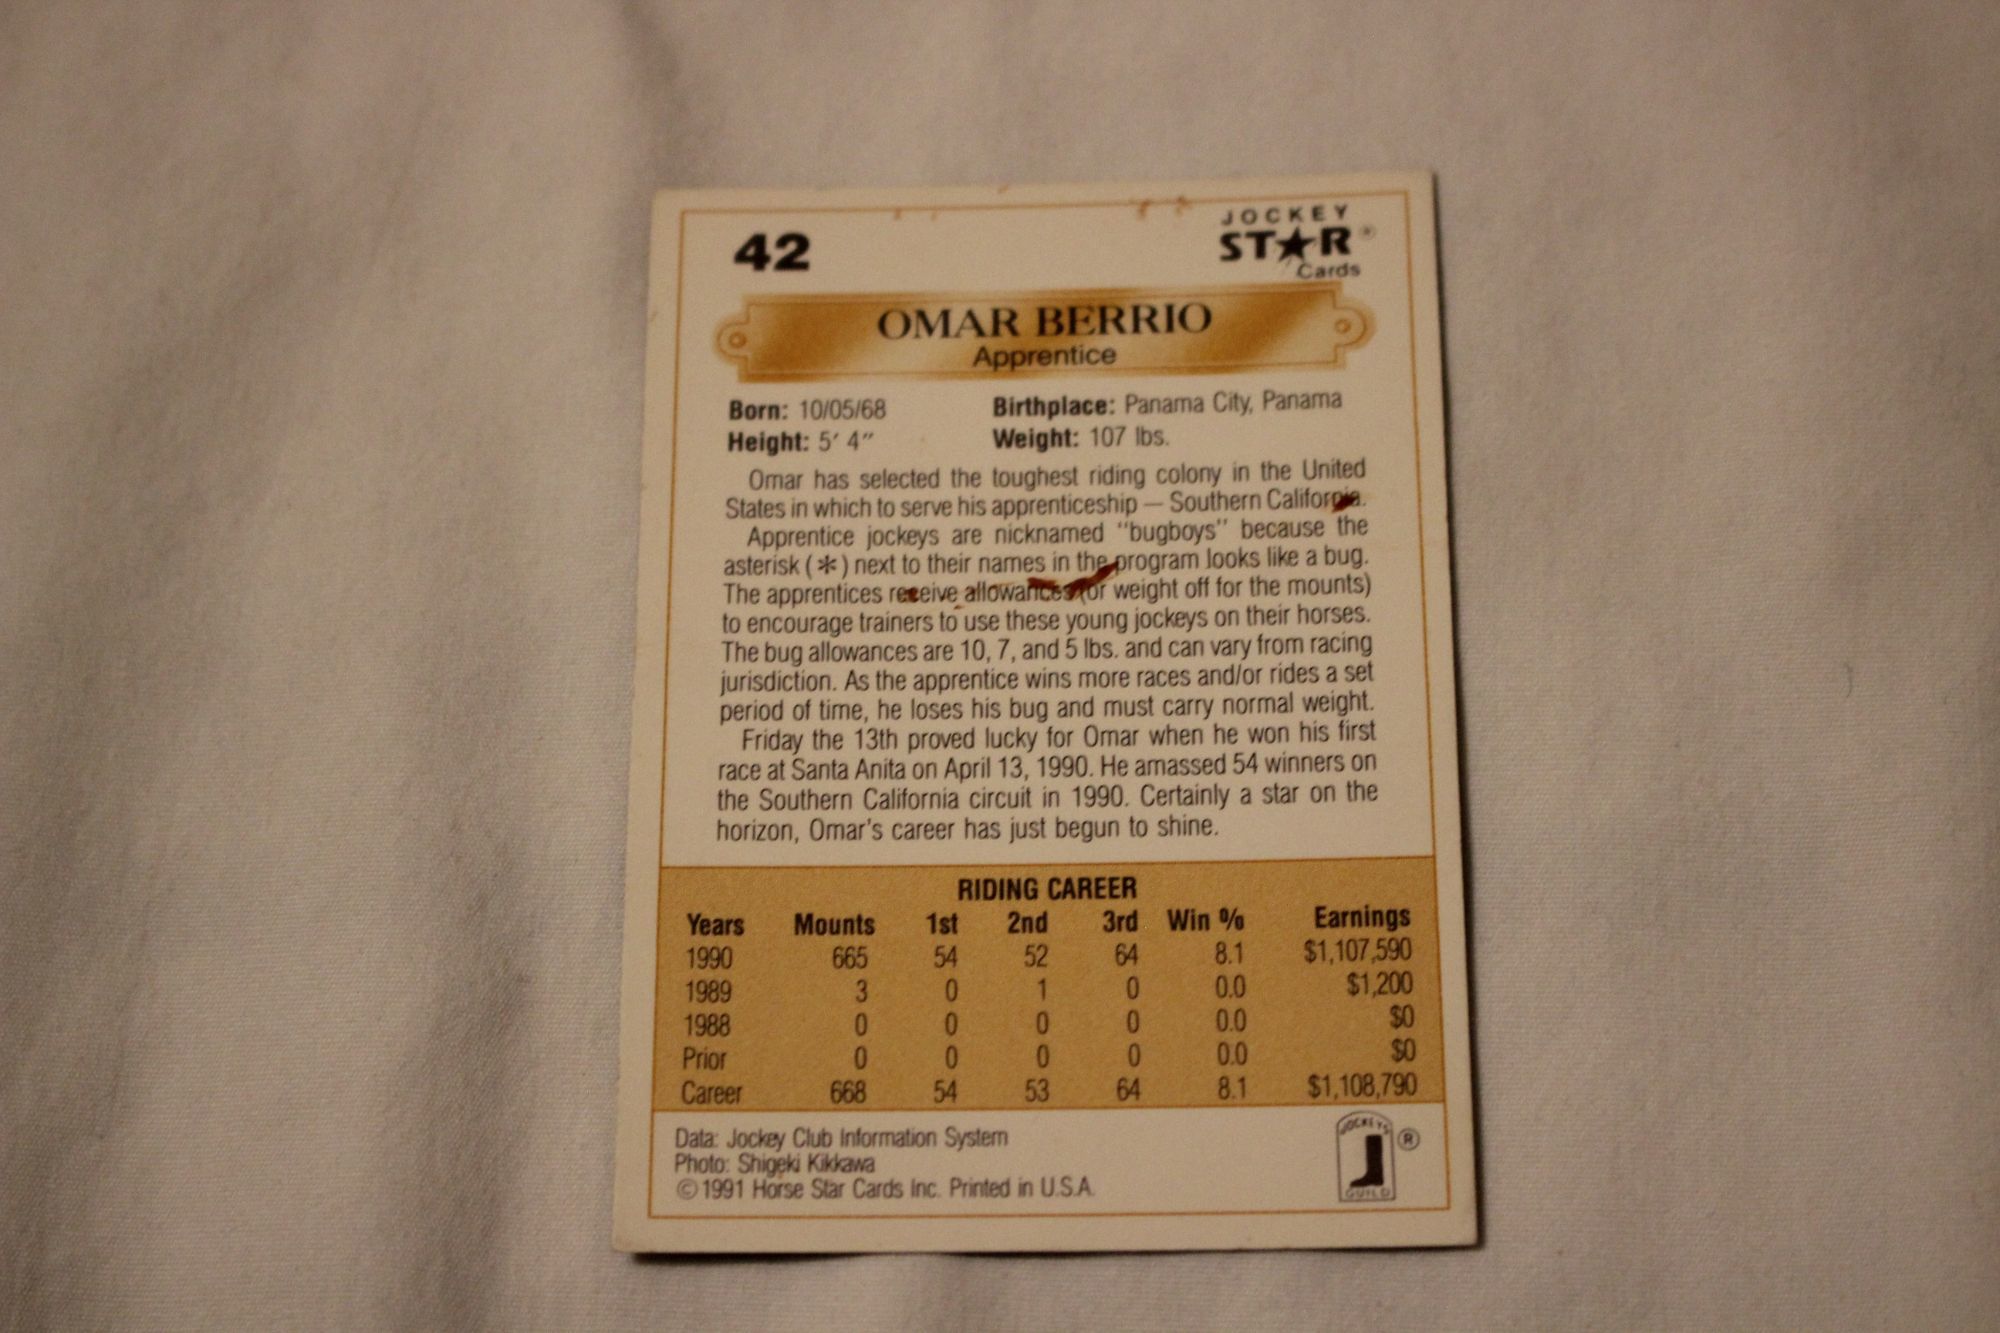 42
JOCKEY
STAR ®
Cards
OMAR BERRIO
Apprentice
Born: 10/05/68 Birthplace: Panama City, Panama
Height: 5′ 4″ Weight: 107 lbs.
Omar has selected the toughest riding colony in the United
States in which to serve his apprenticeship — Southern California.
Apprentice jockeys are nicknamed "bugboys" because the
asterisk (*) next to their names in the program looks like a bug.
The apprentices receive allowances (or weight off for the mounts)
to encourage trainers to use these young jockeys on their horses.
The bug allowances are 10, 7, and 5 lbs. and can vary from racing
jurisdiction. As the apprentice wins more races and/or rides a set
period of time, he loses his bug and must carry normal weight.
Friday the 13th proved lucky for Omar when he won his first
race at Santa Anita on April 13, 1990. He amassed 54 winners on
the Southern California circuit in 1990. Certainly a star on the
horizon, Omar's career has just begun to shine.
RIDING CAREER
Years Mounts 1st 2nd 3rd Win % Earnings
1990 665 54 52 64 8.1 $1,107,590
1989 3 0 1 0 0.0 $1,200
1988 0 0 0 0 0.0 $0
Prior 0 0 0 0 0.0 $0
Career 668 54 53 64 8.1 $1,108,790
Data: Jockey Club Information System
Photo: Shigeki Kikkawa
© 1991 Horse Star Cards Inc. Printed in U.S.A.
JOCKEYS
GUILD
®